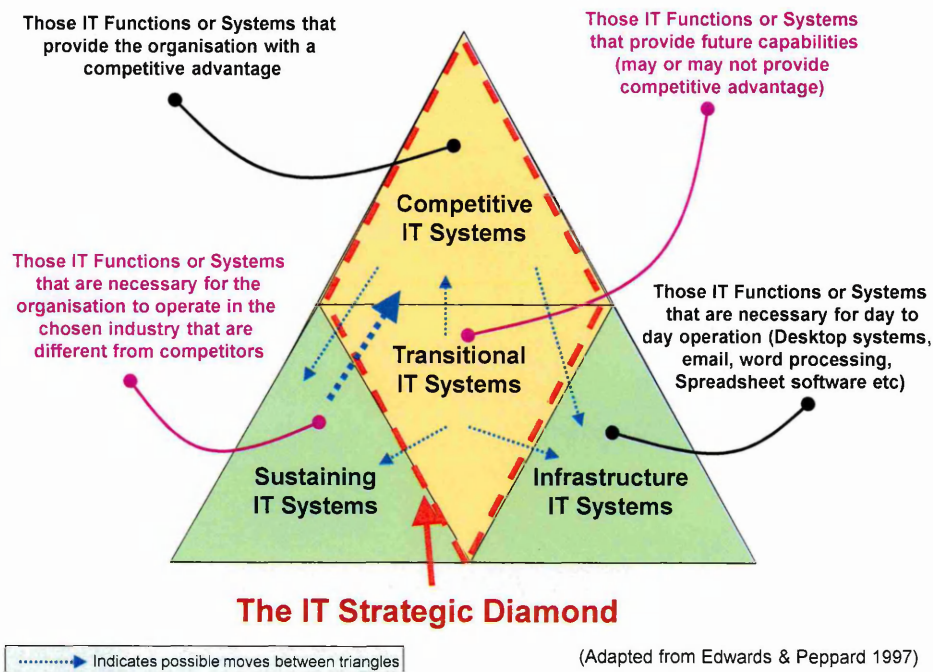 Those IT Functions or Systems that
provide the organisation with a
competitive advantage
Those IT Functions or Systems
that provide future capabilities
(may or may not provide
competitive advantage)
Competitive
IT Systems
Those IT Functions or Systems
that are necessary for the
organisation to operate in the
chosen industry that are
different from competitors
Those IT Functions or Systems
that are necessary for day to
day operation (Desktop systems,
email, word processing,
Spreadsheet software etc)
Transitional
IT Systems
Sustaining
IT Systems
Infrastructure
IT Systems
The IT Strategic Diamond
Indicates possible moves between triangles
(Adapted from Edwards & Peppard 1997)